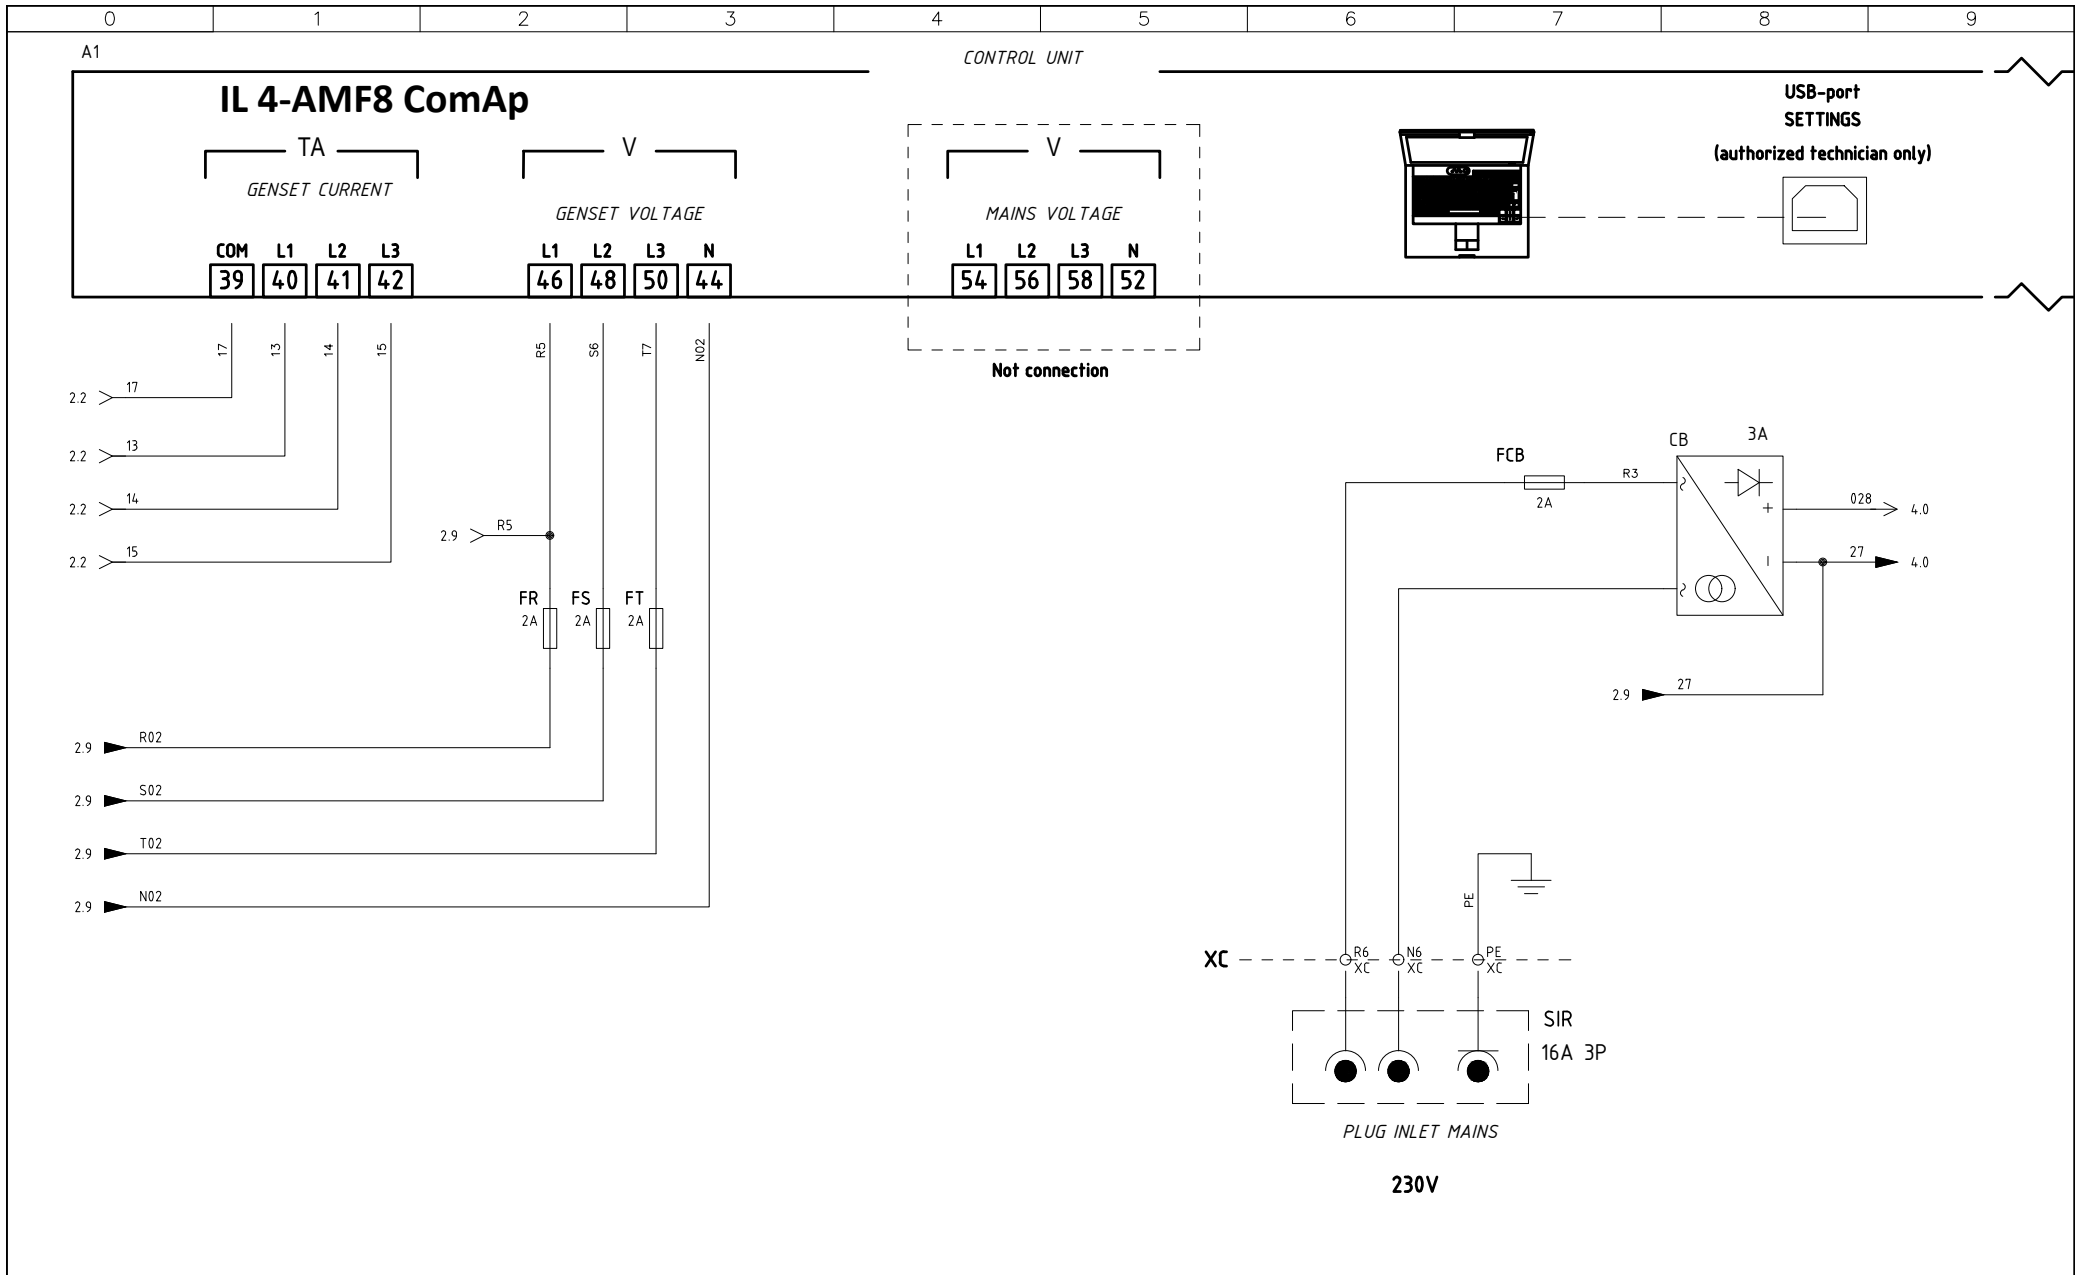 0 1 2 3 4 5 6 7 8 9
A1
CONTROL UNIT
IL 4-AMF8 ComAp
USB-port
SETTINGS
(authorized technician only)
TA V V
GENSET CURRENT
GENSET VOLTAGE
MAINS VOLTAGE
COM L1 L2 L3 L1 L2 L3 N L1 L2 L3 N
39 40 41 42 46 48 50 44 54 56 58 52
17 13 14 15 R5 S6 T7 N02
Not connection
2.2 17
2.2 13
2.2 14
2.2 15
2.9 R5
FR FS FT
2A 2A 2A
2.9 R02
2.9 S02
2.9 T02
2.9 N02
CB 3A
FCB
2A
R3
+
028 4.0
27 4.0
2.9 27
PE
XC
R6 N6 PE
XC XC XC
SIR
16A 3P
PLUG INLET MAINS
230V